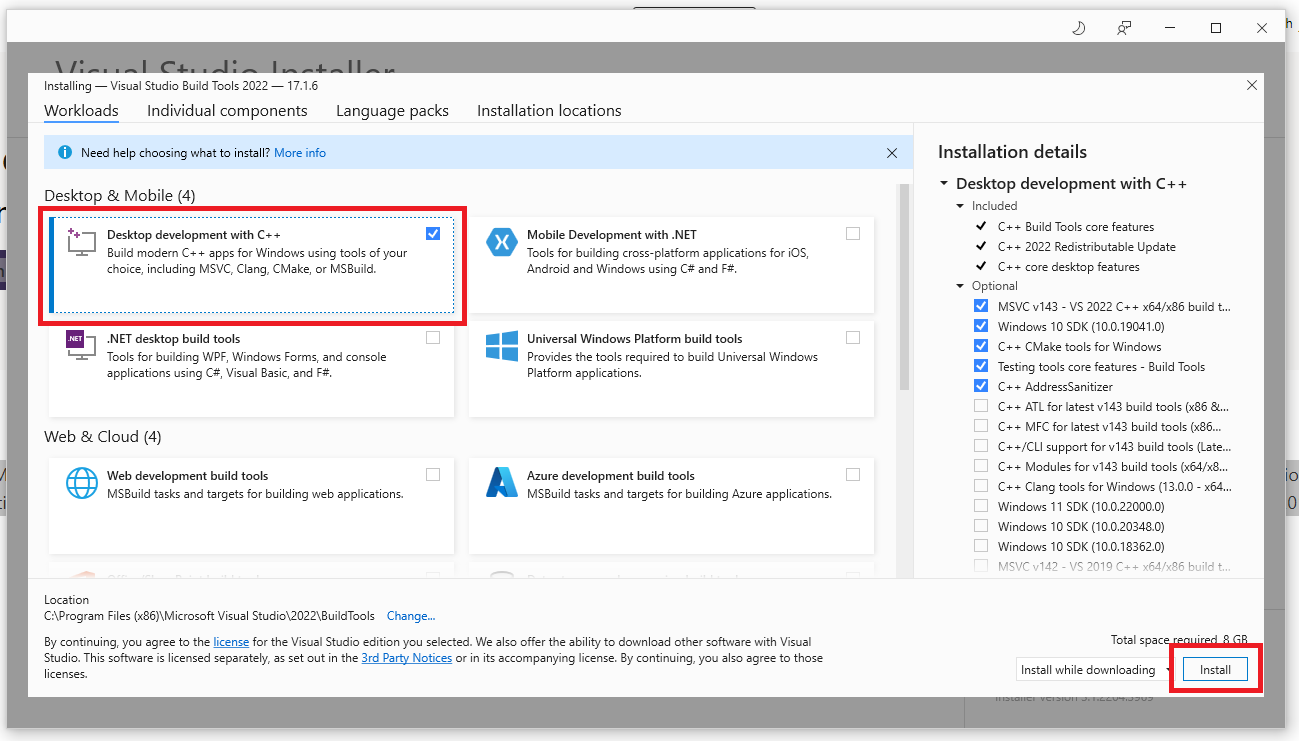 Visual Studio Installer
Installing — Visual Studio Build Tools 2022 — 17.1.6
Workloads Individual components Language packs Installation locations
Need help choosing what to install? More info
Desktop & Mobile (4)
Desktop development with C++
Build modern C++ apps for Windows using tools of your
choice, including MSVC, Clang, CMake, or MSBuild.
Mobile Development with .NET
Tools for building cross-platform applications for iOS,
Android and Windows using C# and F#.
.NET
.NET desktop build tools
Tools for building WPF, Windows Forms, and console
applications using C#, Visual Basic, and F#.
Universal Windows Platform build tools
Provides the tools required to build Universal Windows
Platform applications.
Web & Cloud (4)
Web development build tools
MSBuild tasks and targets for building web applications.
Azure development build tools
MSBuild tasks and targets for building Azure applications.
Installation details
Desktop development with C++
Included
C++ Build Tools core features
C++ 2022 Redistributable Update
C++ core desktop features
Optional
MSVC v143 - VS 2022 C++ x64/x86 build t...
Windows 10 SDK (10.0.19041.0)
C++ CMake tools for Windows
Testing tools core features - Build Tools
C++ AddressSanitizer
C++ ATL for latest v143 build tools (x86 &...
C++ MFC for latest v143 build tools (x86...
C++/CLI support for v143 build tools (Late...
C++ Modules for v143 build tools (x64/x8...
C++ Clang tools for Windows (13.0.0 - x64...
Windows 11 SDK (10.0.22000.0)
Windows 10 SDK (10.0.20348.0)
Windows 10 SDK (10.0.18362.0)
MSVC v142 - VS 2019 C++ x64/x86 build t...
Location
C:\Program Files (x86)\Microsoft Visual Studio\2022\BuildTools Change...
By continuing, you agree to the license for the Visual Studio edition you selected. We also offer the ability to download other software with Visual
Studio. This software is licensed separately, as set out in the 3rd Party Notices or in its accompanying license. By continuing, you also agree to those
licenses.
Total space required 8 GB
Install while downloading
Install